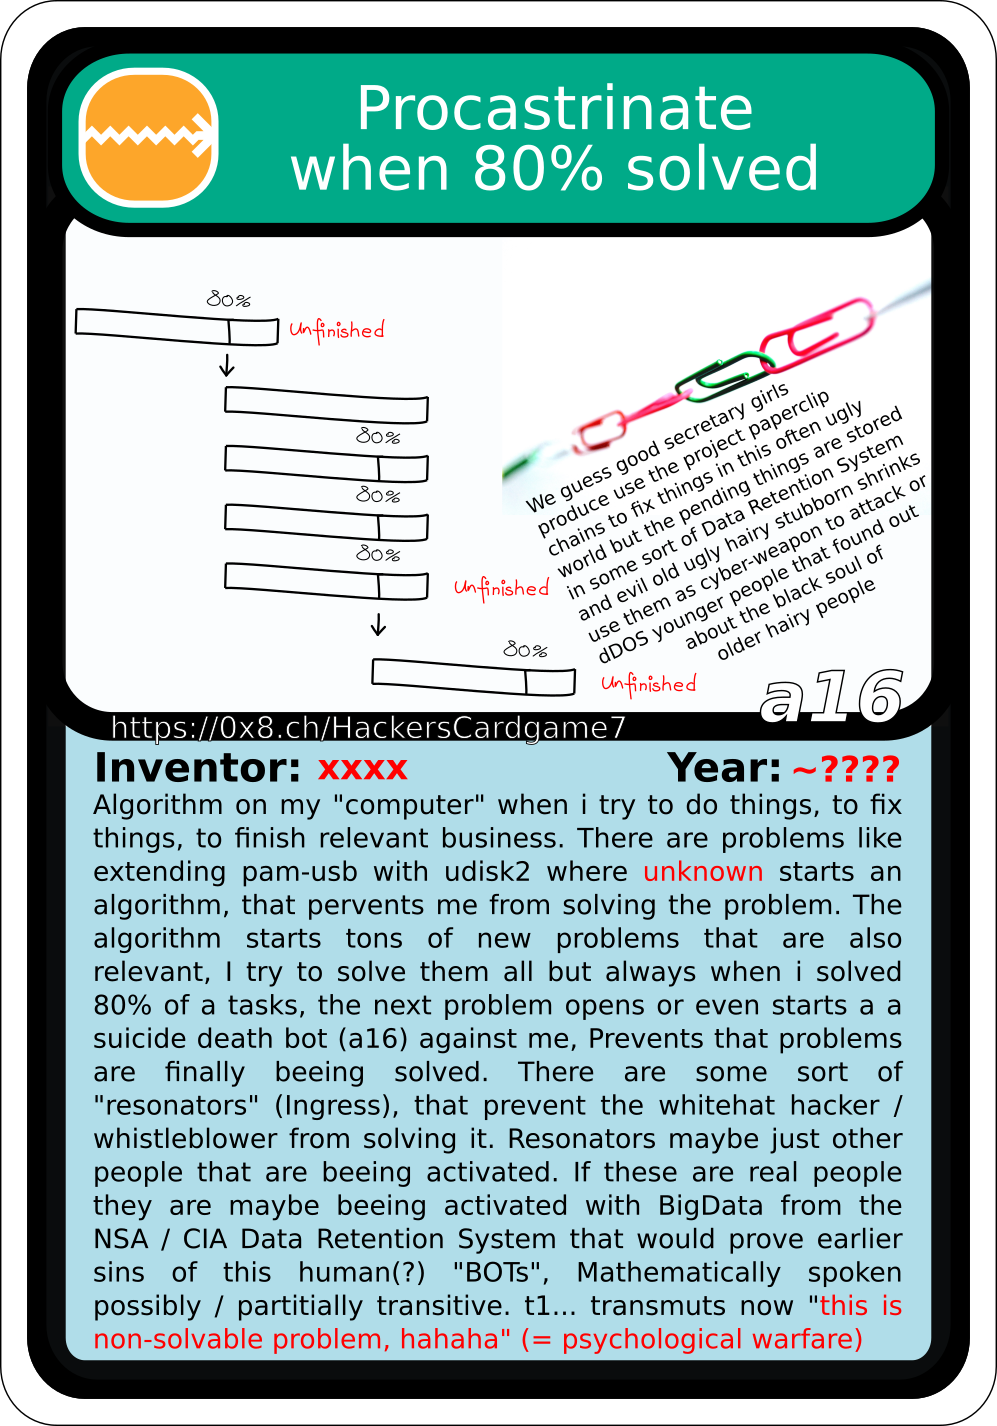 Procastrinate
when 80% solved
80%
Unfinished
80%
80%
80%
Unfinished
80%
Unfinished
We guess good secretary girls
produce use the project paperclip
chains to fix things in this often ugly
world but the pending things are stored
in some sort of Data Retention System
and evil old ugly hairy stubborn shrinks
use them as cyber-weapon to attack or
dDOS younger people that found out
about the black soul of
older hairy people
a16
https://0x8.ch/HackersCardgame7
Inventor: xxxx Year: ~????
Algorithm on my "computer" when i try to do things, to fix
things, to finish relevant business. There are problems like
extending pam-usb with udisk2 where unknown starts an
algorithm, that pervents me from solving the problem. The
algorithm starts tons of new problems that are also
relevant, I try to solve them all but always when i solved
80% of a tasks, the next problem opens or even starts a a
suicide death bot (a16) against me, Prevents that problems
are finally beeing solved. There are some sort of
"resonators" (Ingress), that prevent the whitehat hacker /
whistleblower from solving it. Resonators maybe just other
people that are beeing activated. If these are real people
they are maybe beeing activated with BigData from the
NSA / CIA Data Retention System that would prove earlier
sins of this human(?) "BOTs", Mathematically spoken
possibly / partitially transitive. t1... transmuts now "this is
non-solvable problem, hahaha" (= psychological warfare)